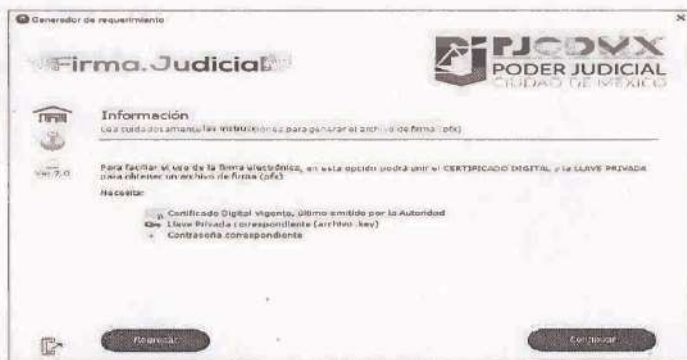 Generador de requerimiento
Firma.Judicial
PJCDMX
PODER JUDICIAL
CIUDAD DE MÉXICO
Información
Lea cuidadosamente las instrucciones para generar el archivo de firma (pfx)
Ver 7.0
Para facilitar el uso de la firma electrónica, en esta opción podrá unir el CERTIFICADO DIGITAL y la LLAVE PRIVADA
para obtener un archivo de firma (pfx)
Necesita:
Certificado Digital Vigente, último emitido por la Autoridad
Llave Privada correspondiente (archivo .key)
Contraseña correspondiente
Regresar
Continuar